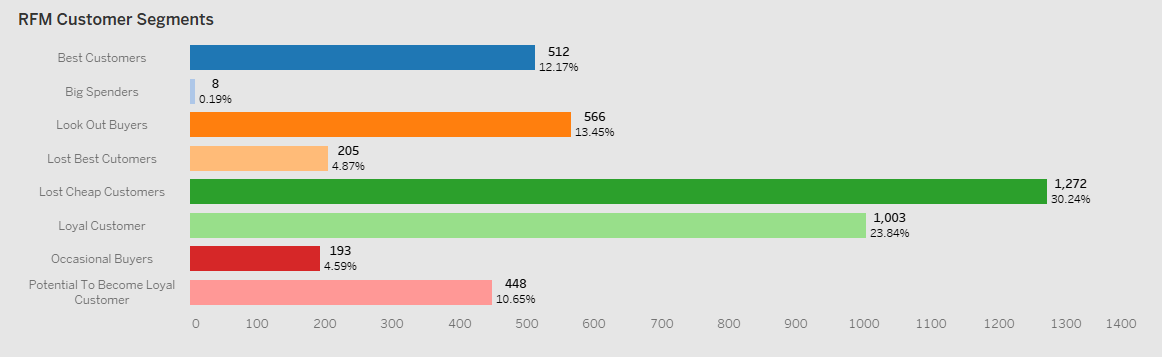 RFM Customer Segments
Best Customers
512
12.17%
Big Spenders
8
0.19%
Look Out Buyers
566
13.45%
Lost Best Cutomers
205
4.87%
Lost Cheap Customers
1,272
30.24%
Loyal Customer
1,003
23.84%
Occasional Buyers
193
4.59%
Potential To Become Loyal
Customer
448
10.65%
0 100 200 300 400 500 600 700 800 900 1000 1100 1200 1300 1400